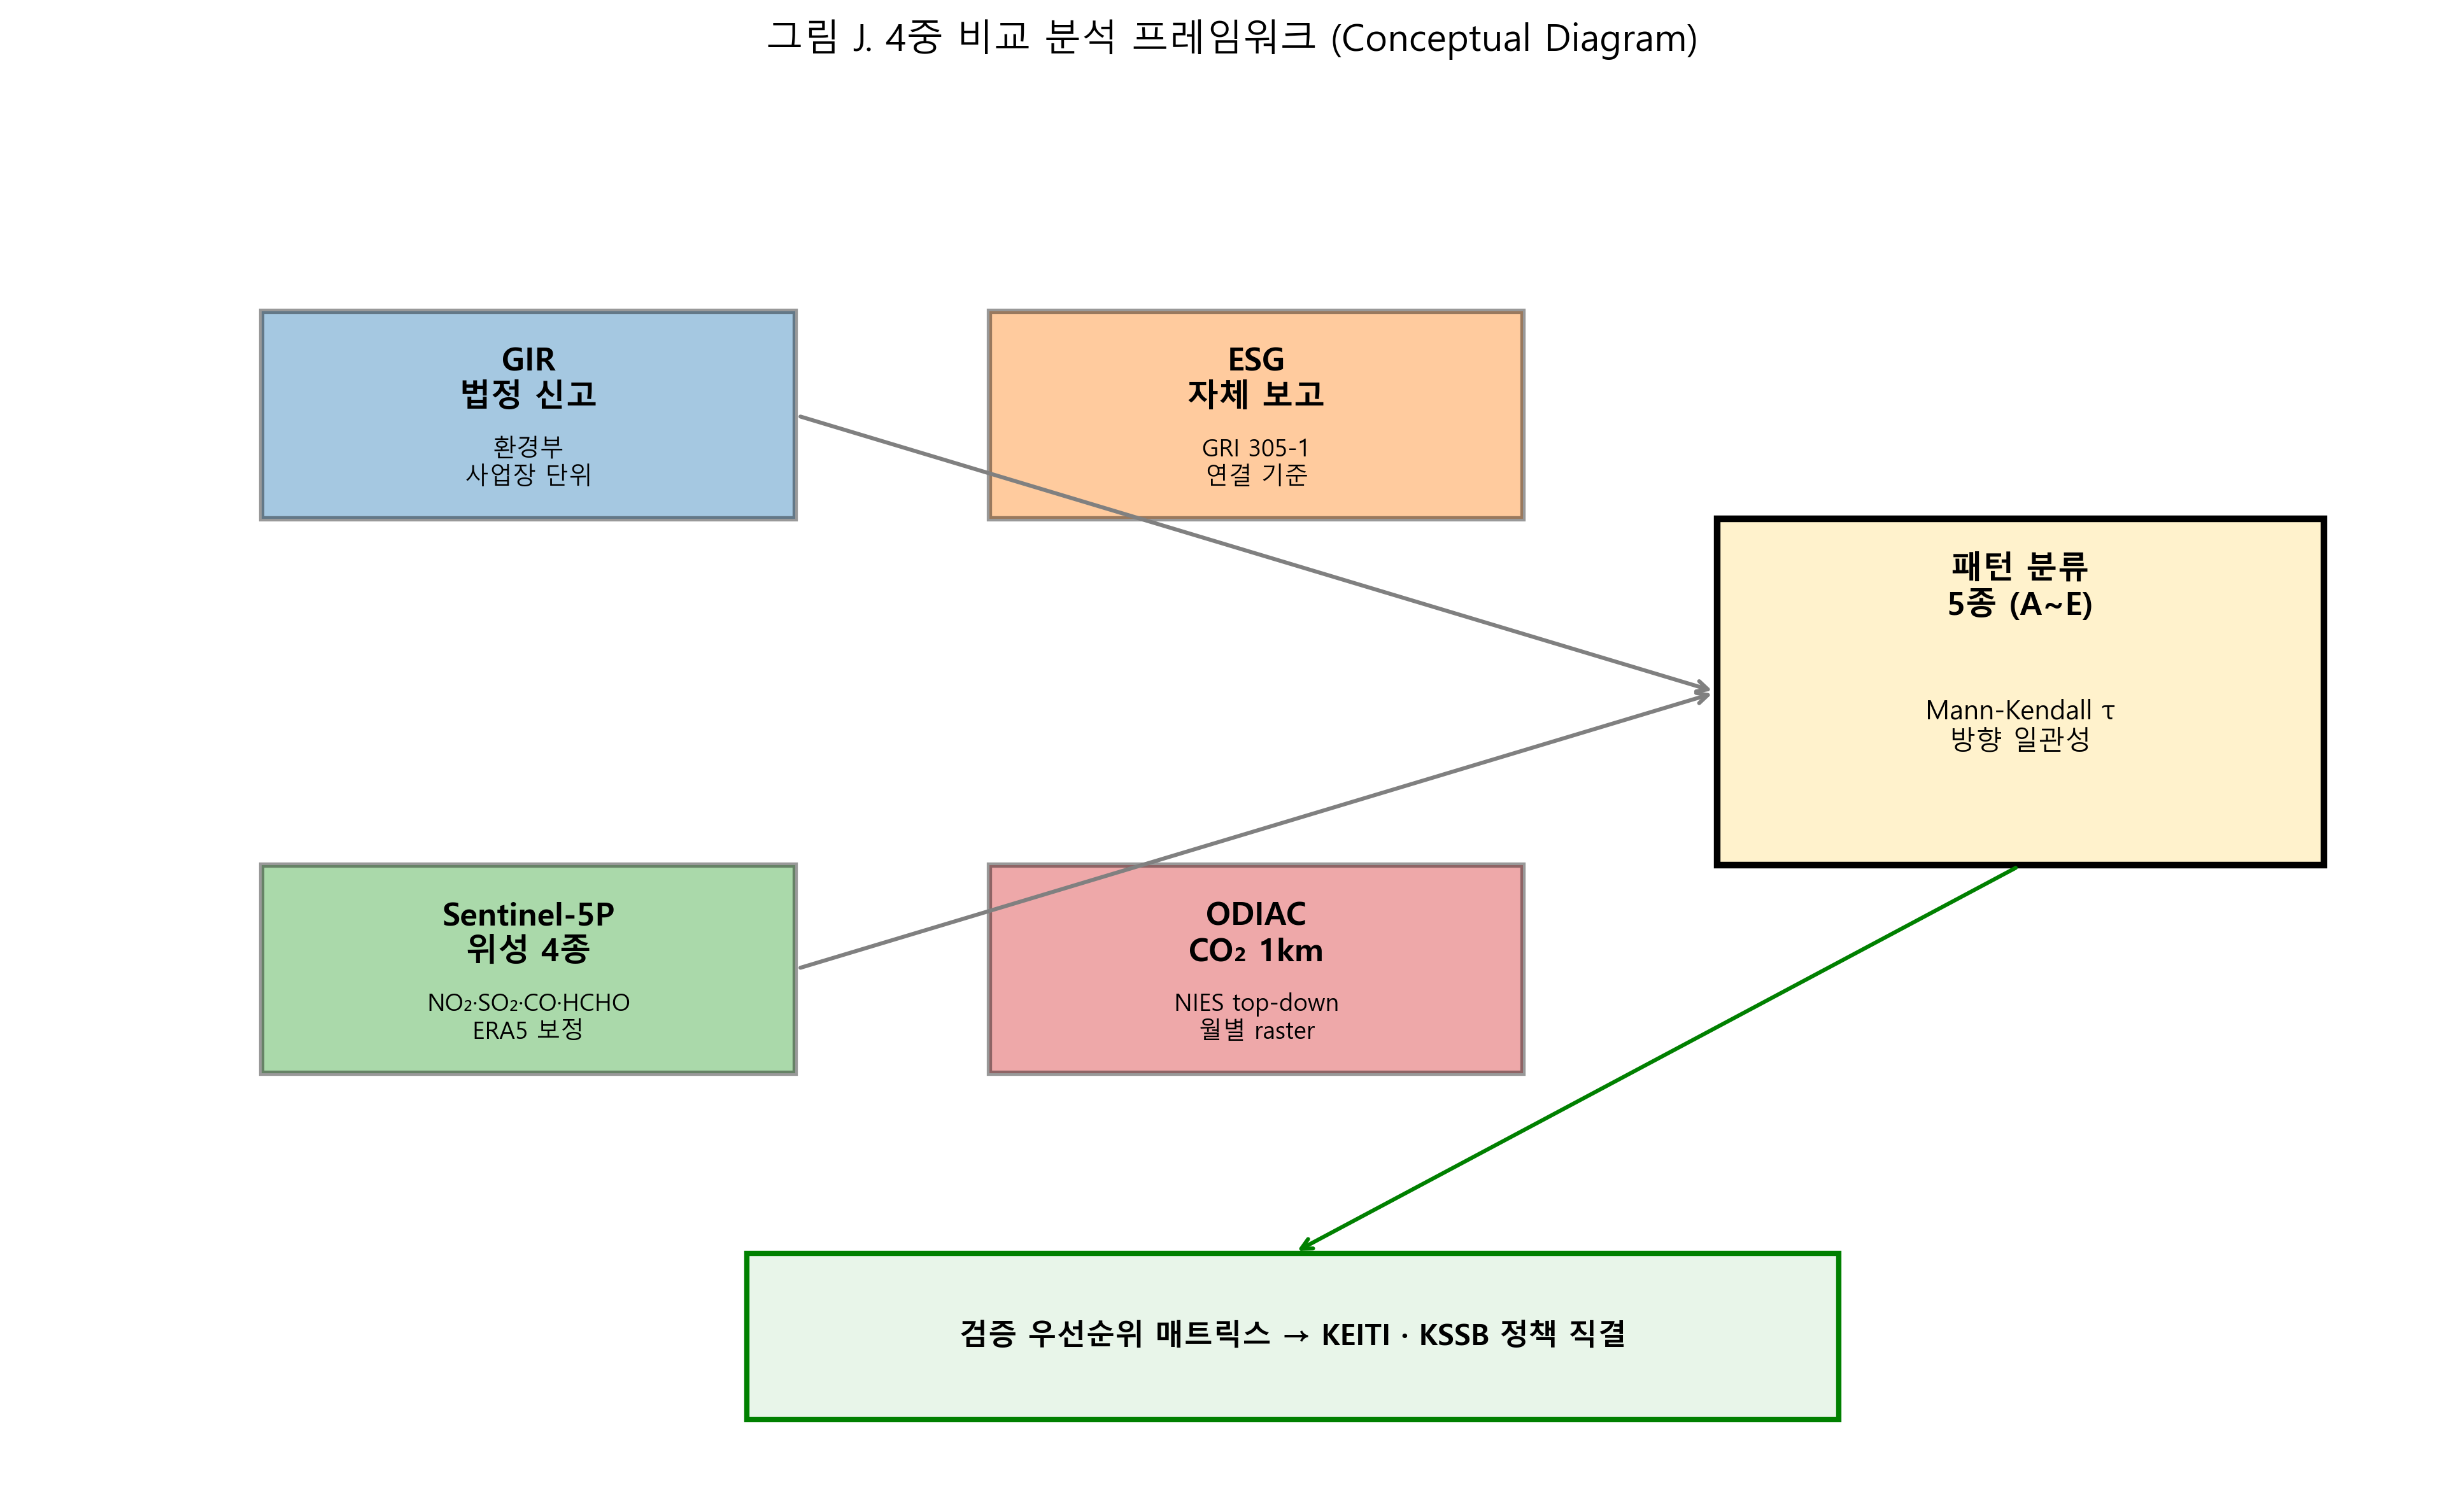 그림 J. 4중 비교 분석 프레임워크 (Conceptual Diagram)
GIR
법정 신고
환경부
사업장 단위
ESG
자체 보고
GRI 305-1
연결 기준
패턴 분류
5종 (A~E)
Mann-Kendall τ
방향 일관성
Sentinel-5P
위성 4종
NO₂·SO₂·CO·HCHO
ERA5 보정
ODIAC
CO₂ 1km
NIES top-down
월별 raster
검증 우선순위 매트릭스 → KEITI · KSSB 정책 직결